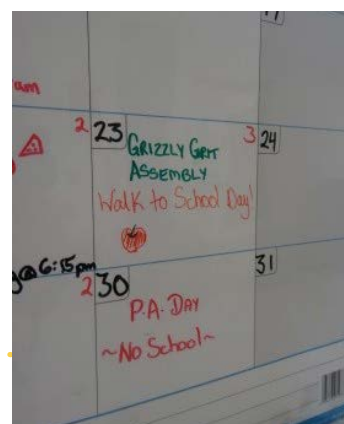 17
am
2 23 GRIZZLY GRIT 3 24
ASSEMBLY
Walk to School Day!
@ 6:15pm
2 30 31
P.A. DAY
~No School~